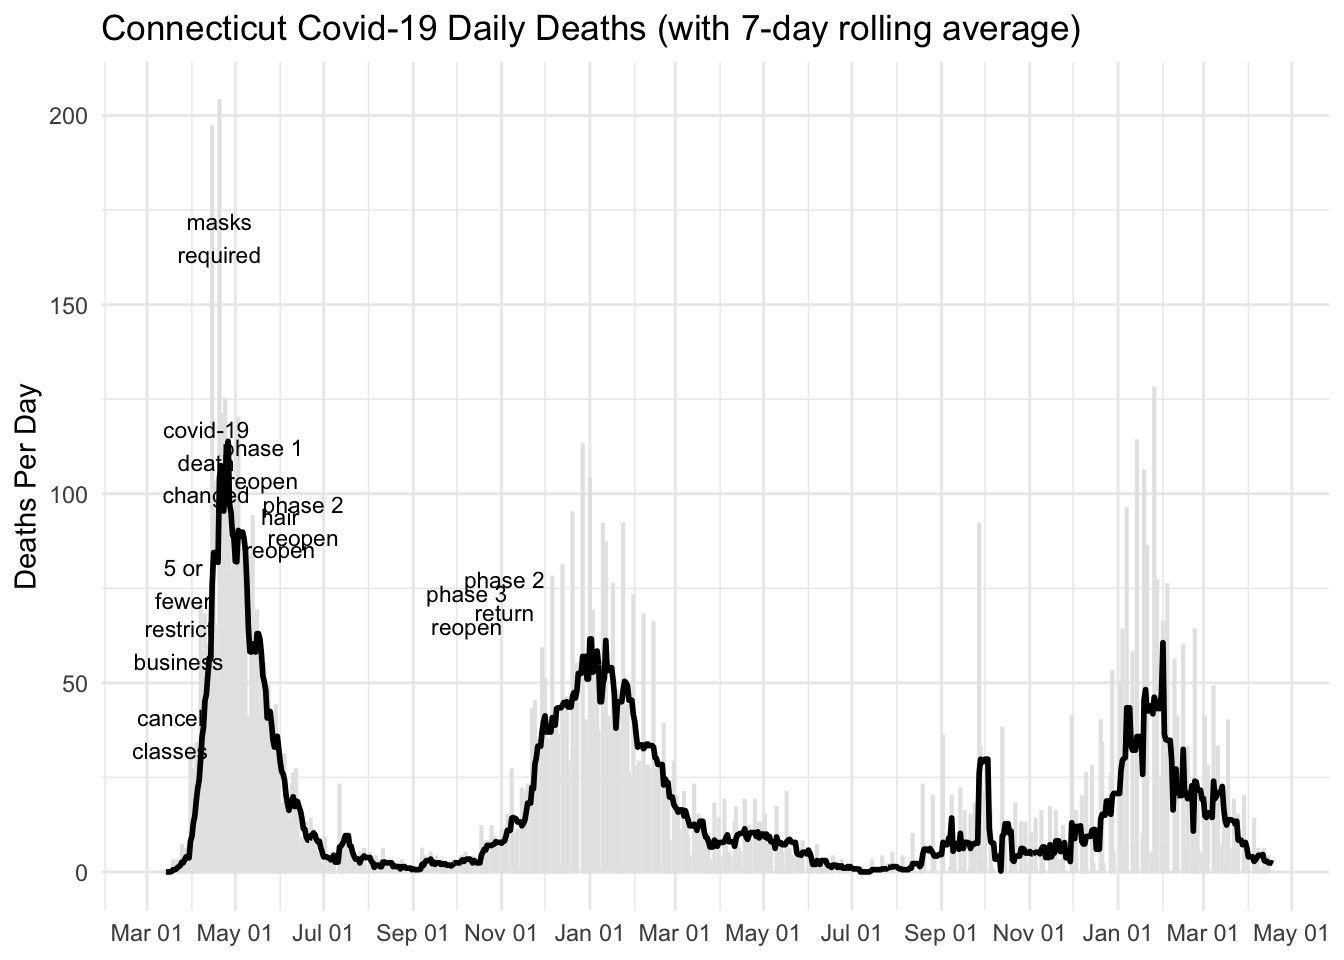 Connecticut Covid-19 Daily Deaths (with 7-day rolling average)
Deaths Per Day
200
150
100
50
0
masks
required
covid-19
death
changed
phase 1
reopen
phase 2
reopen
hair
reopen
5 or
fewer
restrict
business
cancel
classes
phase 3
reopen
phase 2
return
Mar 01 May 01 Jul 01 Sep 01 Nov 01 Jan 01 Mar 01 May 01 Jul 01 Sep 01 Nov 01 Jan 01 Mar 01 May 01